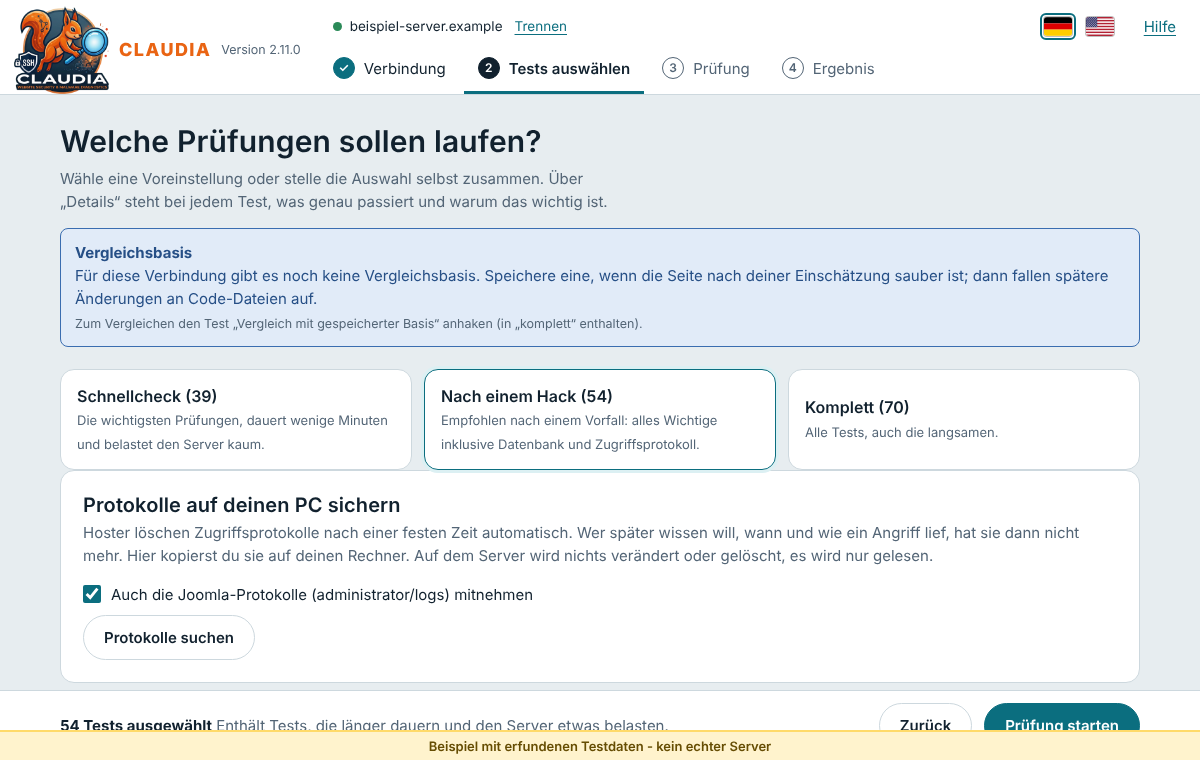 SSH
CLAUDIA
CLAUDIA Version 2.11.0
beispiel-server.example Trennen
Hilfe
Verbindung
2 Tests auswählen
3 Prüfung
4 Ergebnis
Welche Prüfungen sollen laufen?
Wähle eine Voreinstellung oder stelle die Auswahl selbst zusammen. Über
„Details“ steht bei jedem Test, was genau passiert und warum das wichtig ist.
Vergleichsbasis
Für diese Verbindung gibt es noch keine Vergleichsbasis. Speichere eine, wenn die Seite nach deiner Einschätzung sauber ist; dann fallen spätere
Änderungen an Code-Dateien auf.
Zum Vergleichen den Test „Vergleich mit gespeicherter Basis“ anhaken (in „komplett“ enthalten).
Schnellcheck (39)
Die wichtigsten Prüfungen, dauert wenige Minuten
und belastet den Server kaum.
Nach einem Hack (54)
Empfohlen nach einem Vorfall: alles Wichtige
inklusive Datenbank und Zugriffsprotokoll.
Komplett (70)
Alle Tests, auch die langsamen.
Protokolle auf deinen PC sichern
Hoster löschen Zugriffsprotokolle nach einer festen Zeit automatisch. Wer später wissen will, wann und wie ein Angriff lief, hat sie dann nicht
mehr. Hier kopierst du sie auf deinen Rechner. Auf dem Server wird nichts verändert oder gelöscht, es wird nur gelesen.
Auch die Joomla-Protokolle (administrator/logs) mitnehmen
Protokolle suchen
54 Tests ausgewählt Enthält Tests, die länger dauern und den Server etwas belasten.
Zurück
Prüfung starten
Beispiel mit erfundenen Testdaten - kein echter Server